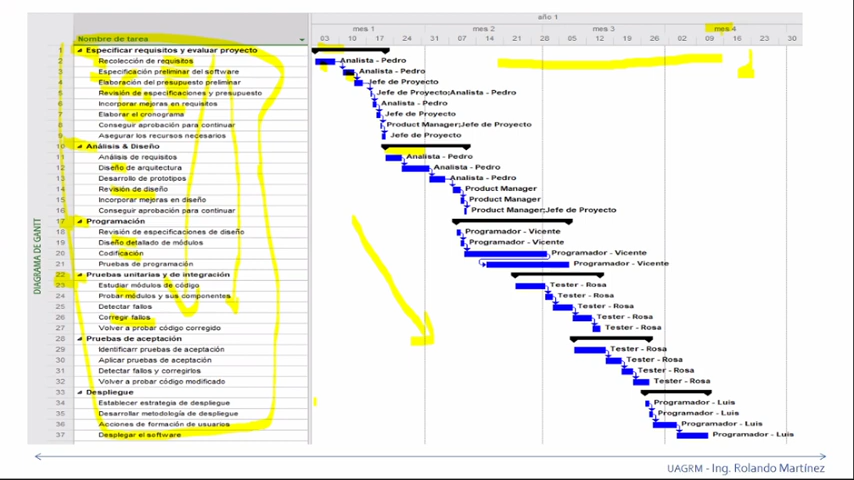 año 1
mes 1 mes 2 mes 3 mes 4
Nombre de tarea 03 10 17 24 31 07 14 21 28 05 12 19 26 02 09 16 23 30
1 Especificar requisitos y evaluar proyecto
2 Recolección de requisitos Analista - Pedro
3 Especificación preliminar del software Analista - Pedro
4 Elaboración del presupuesto preliminar Jefe de Proyecto
5 Revisión de especificaciones y presupuesto Jefe de Proyecto;Analista - Pedro
6 Incorporar mejoras en requisitos Analista - Pedro
7 Elaborar el cronograma Jefe de Proyecto
8 Conseguir aprobación para continuar Product Manager;Jefe de Proyecto
9 Asegurar los recursos necesarios Jefe de Proyecto
10 Análisis & Diseño
11 Análisis de requisitos Analista - Pedro
12 Diseño de arquitectura Analista - Pedro
13 Desarrollo de prototipos Analista - Pedro
14 Revisión de diseño Product Manager
15 Incorporar mejoras en diseño Product Manager
16 Conseguir aprobación para continuar Product Manager;Jefe de Proyecto
17 Programación
18 Revisión de especificaciones de diseño Programador - Vicente
19 Diseño detallado de módulos Programador - Vicente
20 Codificación Programador - Vicente
21 Pruebas de programación Programador - Vicente
22 Pruebas unitarias y de integración
23 Estudiar módulos de código Tester - Rosa
24 Probar módulos y sus componentes Tester - Rosa
25 Detectar fallos Tester - Rosa
26 Corregir fallos Tester - Rosa
27 Volver a probar código corregido Tester - Rosa
28 Pruebas de aceptación
29 Identificarr pruebas de aceptación Tester - Rosa
30 Aplicar pruebas de aceptación Tester - Rosa
31 Detectar fallos y corregirlos Tester - Rosa
32 Volver a probar código modificado Tester - Rosa
33 Despliegue
34 Establecer estrategia de despliegue Programador - Luis
35 Desarrollar metodología de despliegue Programador - Luis
36 Acciones de formación de usuarios Programador - Luis
37 Desplegar el software Programador - Luis
DIAGRAMA DE GANTT
UAGRM - Ing. Rolando Martínez